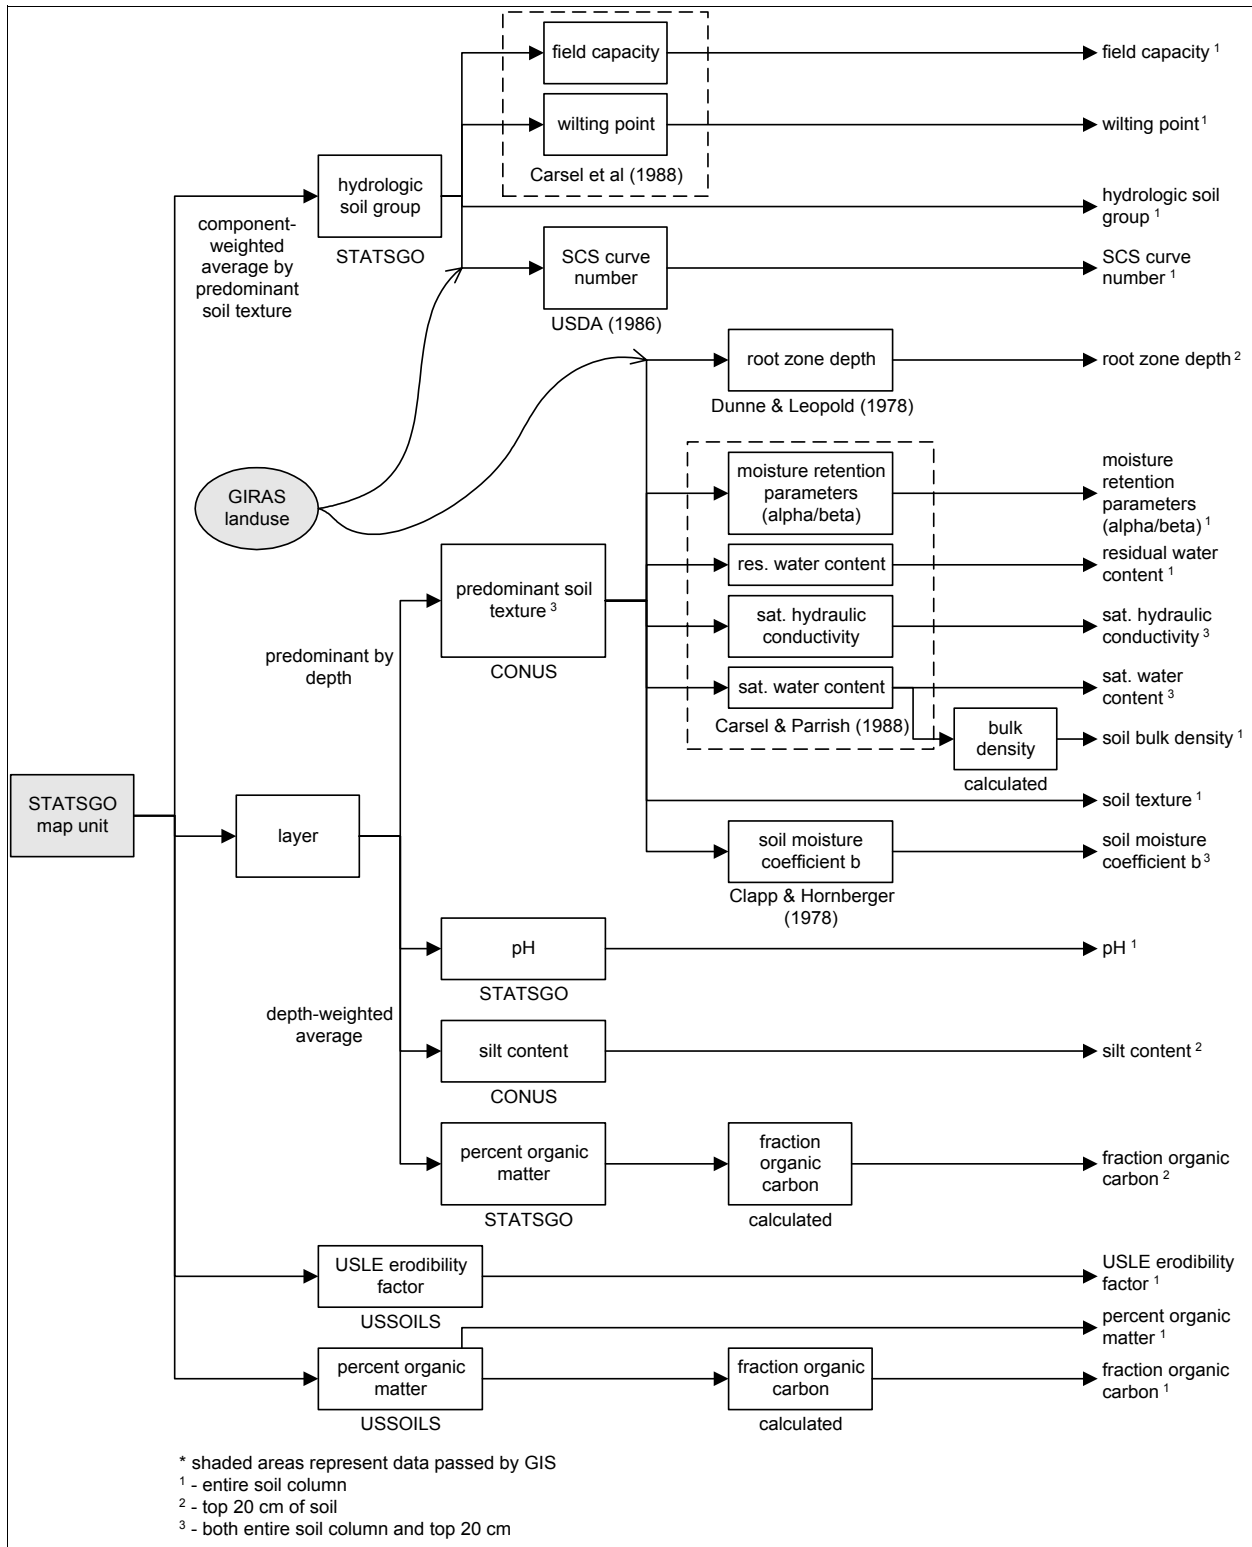 field capacity
field capacity 1
wilting point
wilting point 1
Carsel et al (1988)
hydrologic
soil group
STATSGO
component-
weighted
average by
predominant
soil texture
hydrologic soil
group 1
SCS curve
number
USDA (1986)
SCS curve
number 1
root zone depth
Dunne & Leopold (1978)
root zone depth 2
GIRAS
landuse
moisture retention
parameters
(alpha/beta)
moisture
retention
parameters
(alpha/beta) 1
res. water content
residual water
content 1
predominant soil
texture 3
CONUS
predominant by
depth
sat. hydraulic
conductivity
sat. hydraulic
conductivity 3
sat. water content
Carsel & Parrish (1988)
sat. water
content 3
bulk
density
calculated
soil bulk density 1
STATSGO
map unit
layer
soil texture 1
soil moisture
coefficient b
Clapp & Hornberger
(1978)
soil moisture
coefficient b 3
pH
STATSGO
pH 1
depth-weighted
average
silt content
CONUS
silt content 2
percent organic
matter
STATSGO
fraction
organic
carbon
calculated
fraction organic
carbon 2
USLE erodibility
factor
USSOILS
USLE erodibility
factor 1
percent organic
matter 1
percent organic
matter
USSOILS
fraction organic
carbon
calculated
fraction organic
carbon 1
* shaded areas represent data passed by GIS
1 - entire soil column
2 - top 20 cm of soil
3 - both entire soil column and top 20 cm